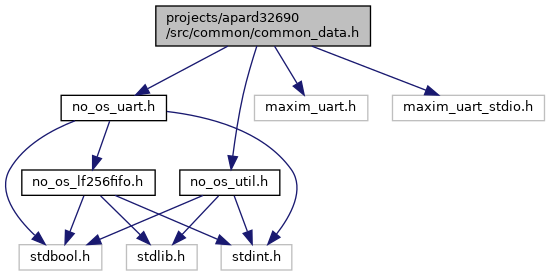 projects/apard32690
/src/common/common_data.h
no_os_uart.h
maxim_uart.h
maxim_uart_stdio.h
no_os_lf256fifo.h
no_os_util.h
stdbool.h
stdlib.h
stdint.h